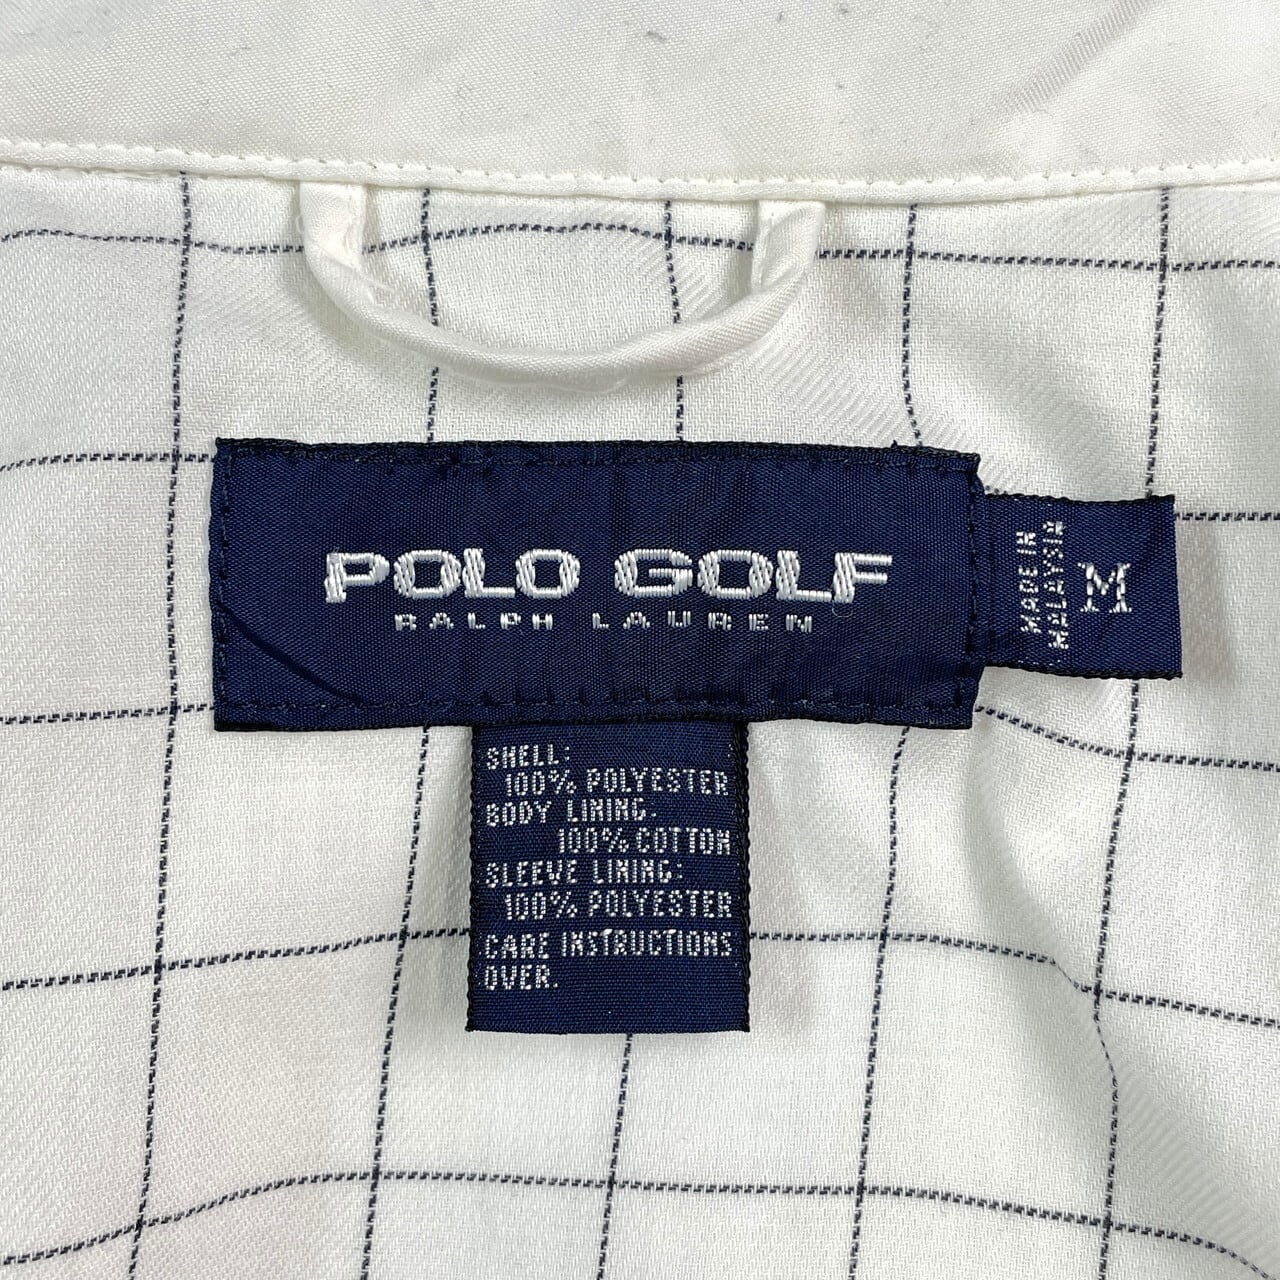 POLO GOLF
RALPH LAUREN
MADE IN
MALAYSIA
M
SHELL:
100% POLYESTER
BODY LINING.
100% COTTON
SLEEVE LINING:
100% POLYESTER
CARE INSTRUCTIONS
OVER.